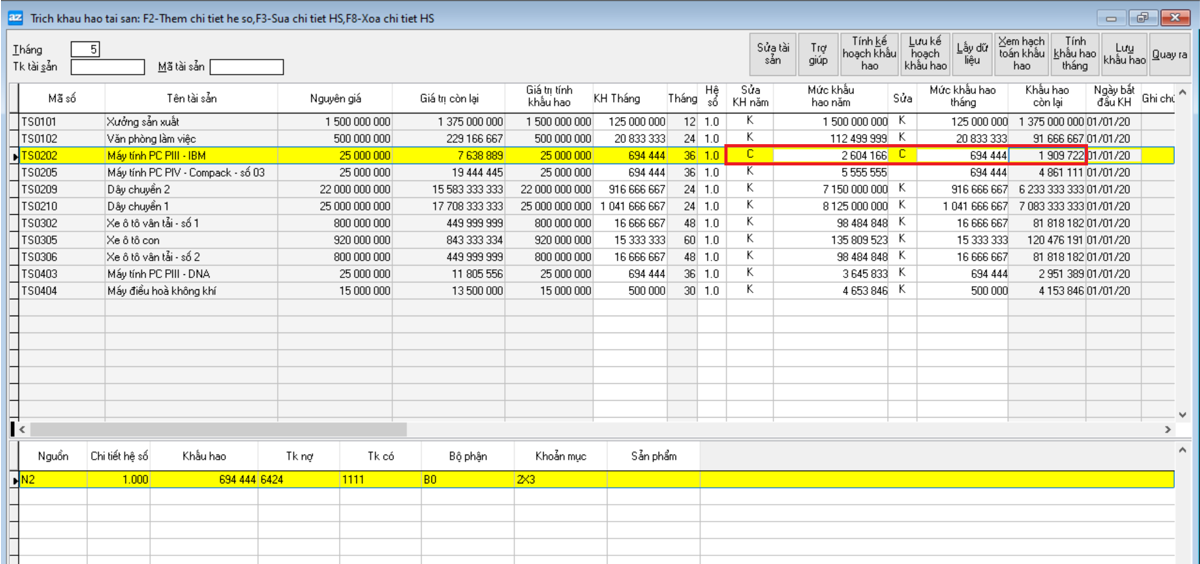 az Trich khau hao tai san: F2-Them chi tiet he so,F3-Sua chi tiet HS,F8-Xoa chi tiet HS
Tháng 5
Tk tài sản Mã tài sản
Sửa tài sản Trợ giúp Tính kế hoạch khấu hao Lưu kế hoạch khấu hao Lấy dữ liệu Xem hạch toán khấu hao Tính khấu hao tháng Lưu khấu hao Quay ra
Mã số Tên tài sản Nguyên giá Giá trị còn lại Giá trị tính khấu hao KH Tháng Tháng Hệ số Sửa KH năm Mức khấu hao năm Sửa Mức khấu hao tháng Khấu hao còn lại Ngày bắt đầu KH Ghi chú
TS0101 Xưởng sản xuất 1 500 000 000 1 375 000 000 1 500 000 000 125 000 000 12 1.0 K 1 500 000 000 K 125 000 000 1 375 000 000 01/01/20
TS0102 Văn phòng làm việc 500 000 000 229 166 667 500 000 000 20 833 333 24 1.0 K 112 499 999 K 20 833 333 91 666 667 01/01/20
TS0202 Máy tính PC PIII - IBM 25 000 000 7 638 889 25 000 000 694 444 36 1.0 C 2 604 166 C 694 444 1 909 722 01/01/20
TS0205 Máy tính PC PIV - Compack - số 03 25 000 000 19 444 445 25 000 000 694 444 36 1.0 K 5 555 555 694 444 4 861 111 01/01/20
TS0209 Dây chuyền 2 22 000 000 000 15 583 333 333 22 000 000 000 916 666 667 24 1.0 K 7 150 000 000 K 916 666 667 6 233 333 333 01/01/20
TS0210 Dây chuyền 1 25 000 000 000 17 708 333 333 25 000 000 000 1 041 666 667 24 1.0 K 8 125 000 000 K 1 041 666 667 7 083 333 333 01/01/20
TS0302 Xe ô tô vân tải - số 1 800 000 000 449 999 999 800 000 000 16 666 667 48 1.0 K 98 484 848 K 16 666 667 81 818 182 01/01/20
TS0305 Xe ô tô con 920 000 000 843 333 334 920 000 000 15 333 333 60 1.0 K 135 809 523 K 15 333 333 120 476 191 01/01/20
TS0306 Xe ô tô vận tải - số 2 800 000 000 449 999 999 800 000 000 16 666 667 48 1.0 K 98 484 848 K 16 666 667 81 818 182 01/01/20
TS0403 Máy tính PC PIII - DNA 25 000 000 11 805 556 25 000 000 694 444 36 1.0 K 3 645 833 K 694 444 2 951 389 01/01/20
TS0404 Máy điều hoà không khí 15 000 000 13 500 000 15 000 000 500 000 30 1.0 K 4 653 846 K 500 000 4 153 846 01/01/20
Nguồn Chi tiết hệ số Khấu hao Tk nợ Tk có Bộ phận Khoản mục Sản phẩm
N2 1.000 694 444 6424 1111 B0 2X3